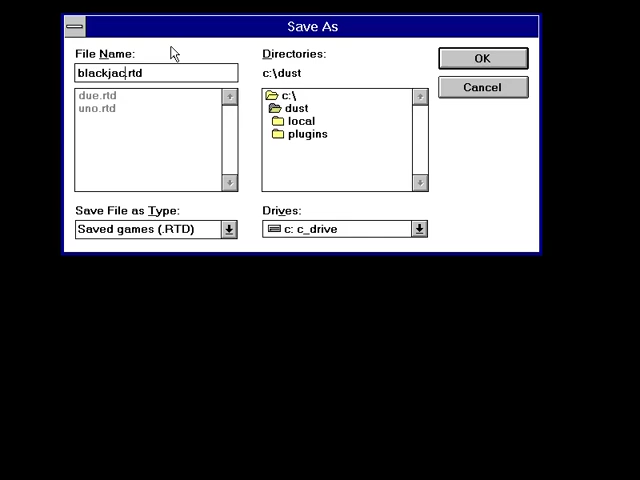 Save As
File Name:
blackjac.rtd
due.rtd
uno.rtd
Save File as Type:
Saved games (.RTD)
Directories:
c:\dust
c:\
dust
local
plugins
Drives:
c: c_drive
OK
Cancel